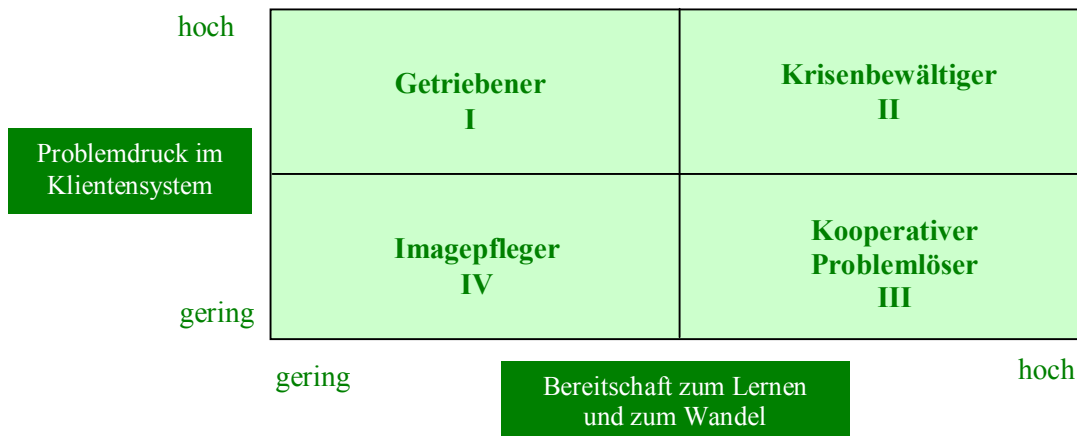 hoch
Getriebener
I
Krisenbewältiger
II
Problemdruck im
Klientensystem
Imagepfleger
IV
Kooperativer
Problemlöser
III
gering
gering
hoch
Bereitschaft zum Lernen
und zum Wandel